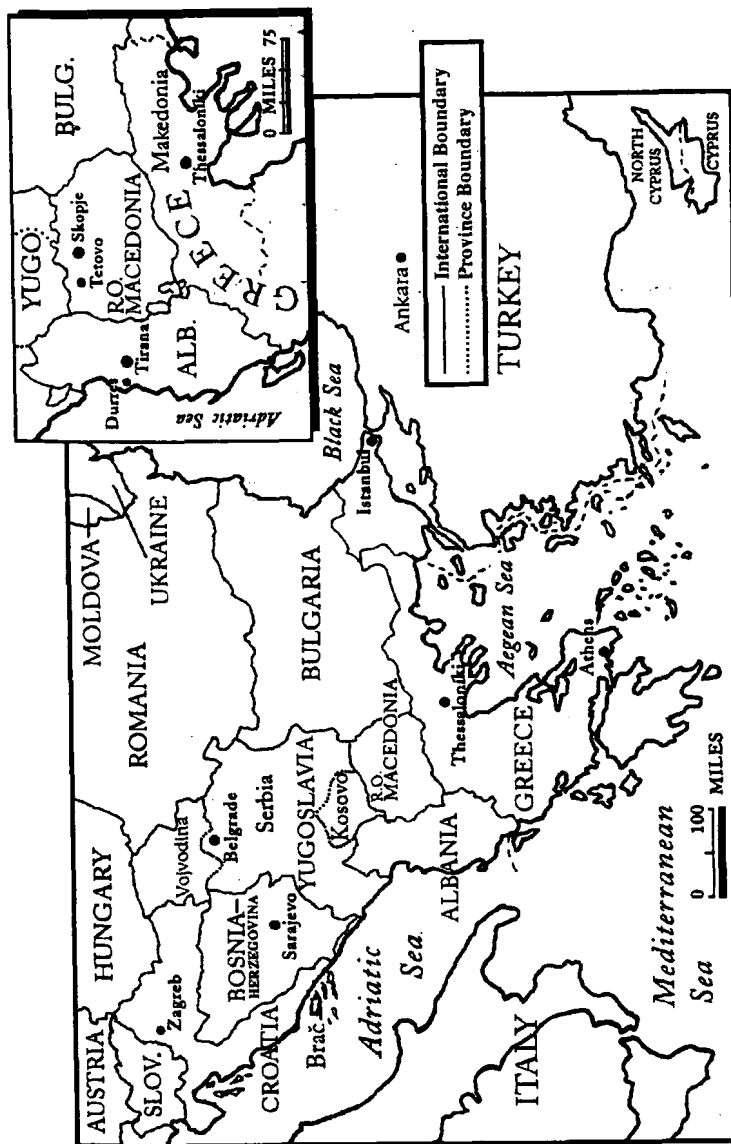 AUSTRIA
HUNGARY
MOLDOVA
SLOV.
Zagreb
Vojvodina
ROMANIA
UKRAINE
CROATIA
BOSNIA–
HERZEGOVINA
Sarajevo
Belgrade
Serbia
YUGOSLAVIA
Kosovo
BULGARIA
Black Sea
Brač
Adriatic
Sea
R.O.
MACEDONIA
Istanbul
Ankara
ITALY
ALBANIA
Thessaloniki
GREECE
Aegean Sea
TURKEY
Athens
Mediterranean
Sea
0 100
MILES
NORTH
CYPRUS
CYPRUS
International Boundary
Province Boundary
YUGO.
BULG.
Skopje
Tetovo
R.O.
MACEDONIA
Durres
Tirana
ALB.
Adriatic Sea
GREECE
Makedonia
Thessaloniki
0 MILES 75